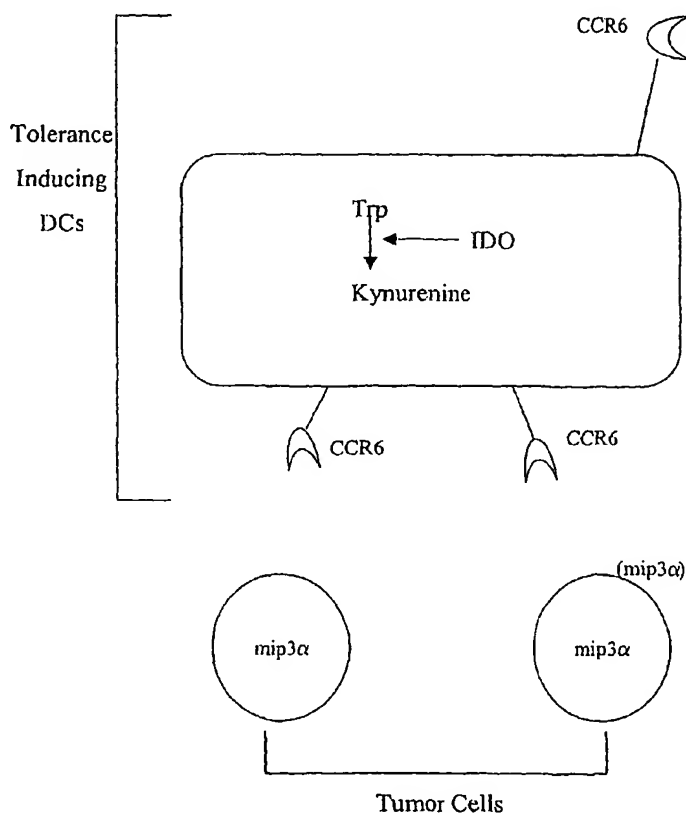 CCR6
Tolerance
Inducing
DCs
Trp
IDO
Kynurenine
CCR6
CCR6
(mip3α)
mip3α
mip3α
Tumor Cells